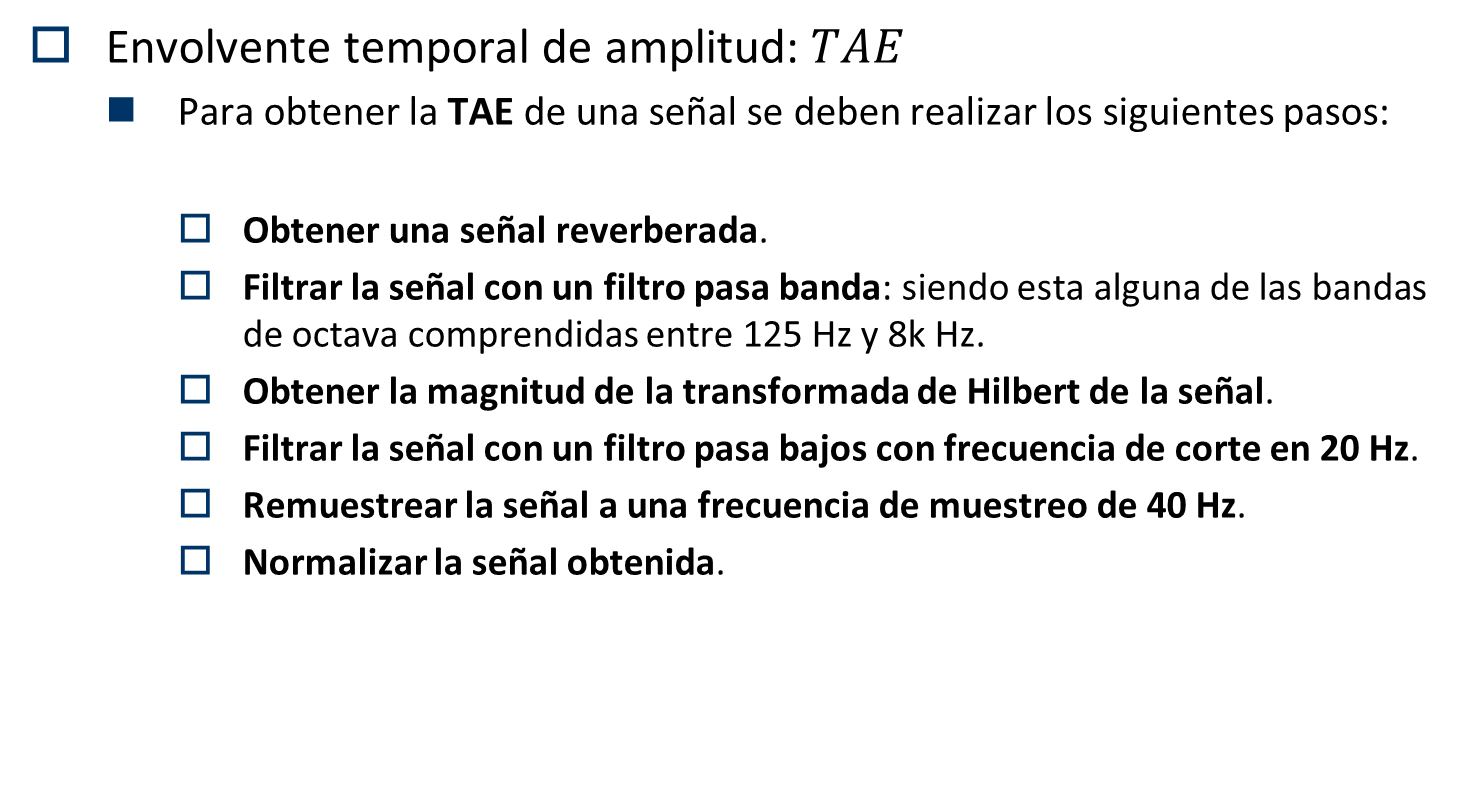 Envolvente temporal de amplitud: TAE
Para obtener la TAE de una señal se deben realizar los siguientes pasos:
Obtener una señal reverberada.
Filtrar la señal con un filtro pasa banda: siendo esta alguna de las bandas
de octava comprendidas entre 125 Hz y 8k Hz.
Obtener la magnitud de la transformada de Hilbert de la señal.
Filtrar la señal con un filtro pasa bajos con frecuencia de corte en 20 Hz.
Remuestrear la señal a una frecuencia de muestreo de 40 Hz.
Normalizar la señal obtenida.